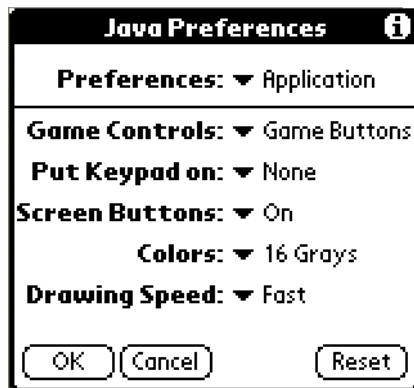 Java Preferences i
Preferences: Application
Game Controls: Game Buttons
Put Keypad on: None
Screen Buttons: On
Colors: 16 Grays
Drawing Speed: Fast
OK Cancel Reset